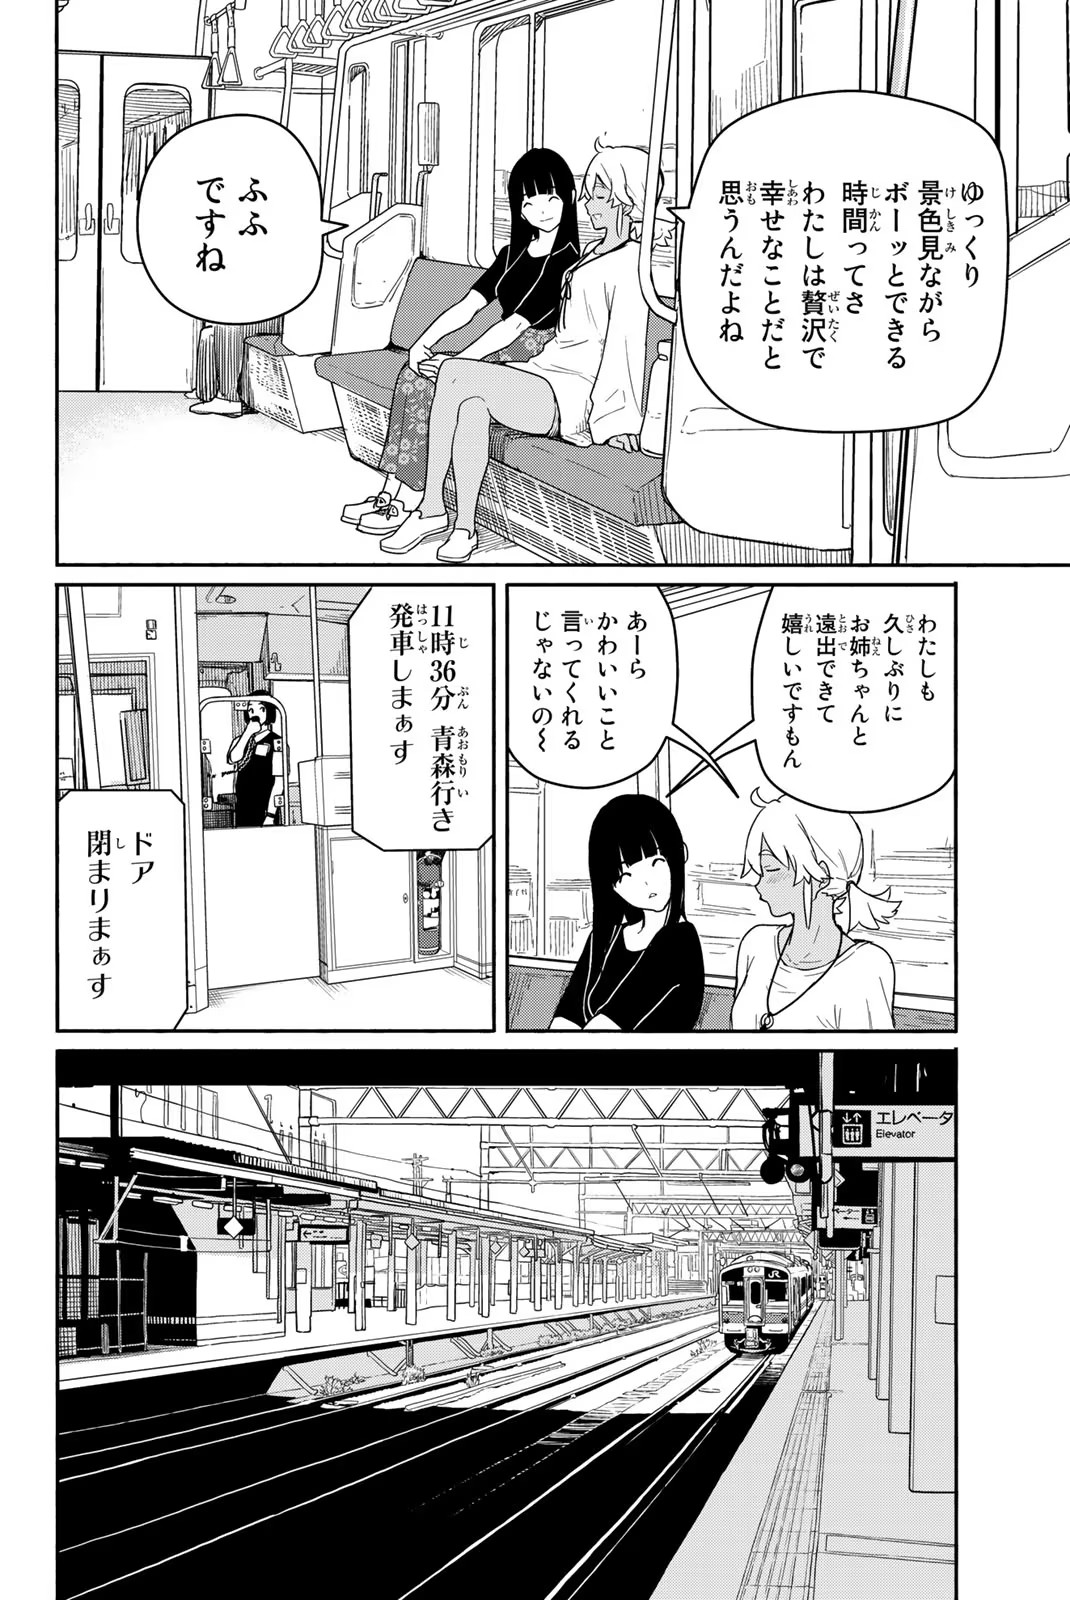 ゆっくり
景色見ながら
ボーッとできる
時間ってさ
わたしは贅沢で
幸せなことだと
思うんだよね
ふふ
ですね
わたしも
久しぶりに
お姉ちゃんと
遠出できて
嬉しいですもん
あーら
かわいいこと
言ってくれる
じゃないの〜
11時36分 青森行き
発車しまぁす
ドア
閉まりまぁす
エレベータ
Elevator
JR